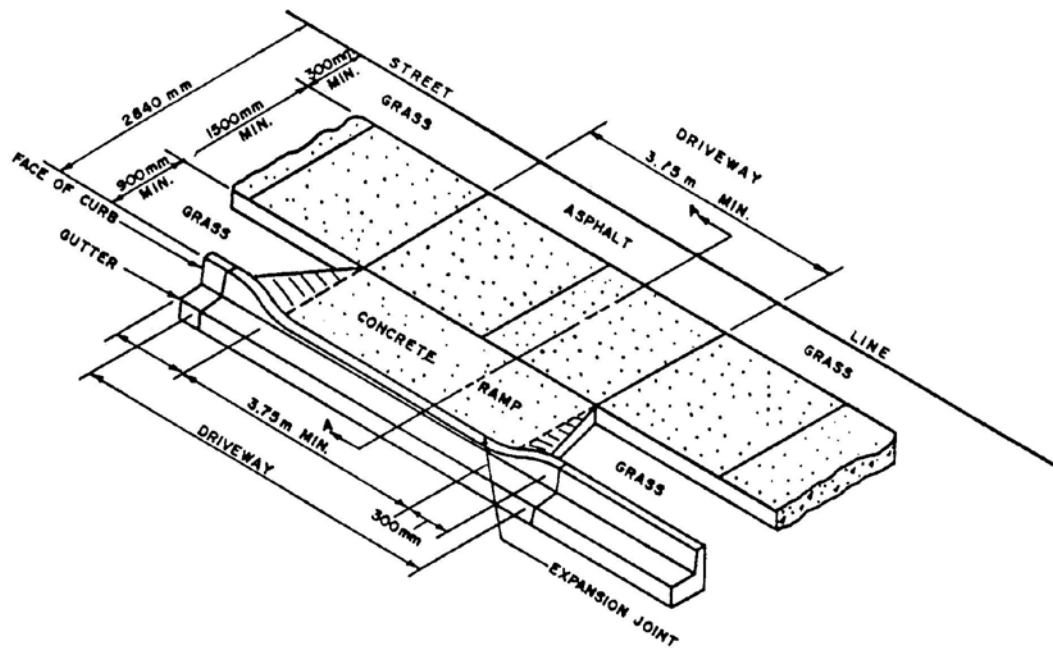 2840 mm
300mm
MIN.
1500mm
MIN.
900mm
MIN.
STREET
GRASS
DRIVEWAY
3.75 m MIN.
A
ASPHALT
FACE OF CURB
GRASS
GUTTER
CONCRETE
RAMP
LINE
GRASS
A
3.75m MIN.
DRIVEWAY
300mm
GRASS
EXPANSION JOINT